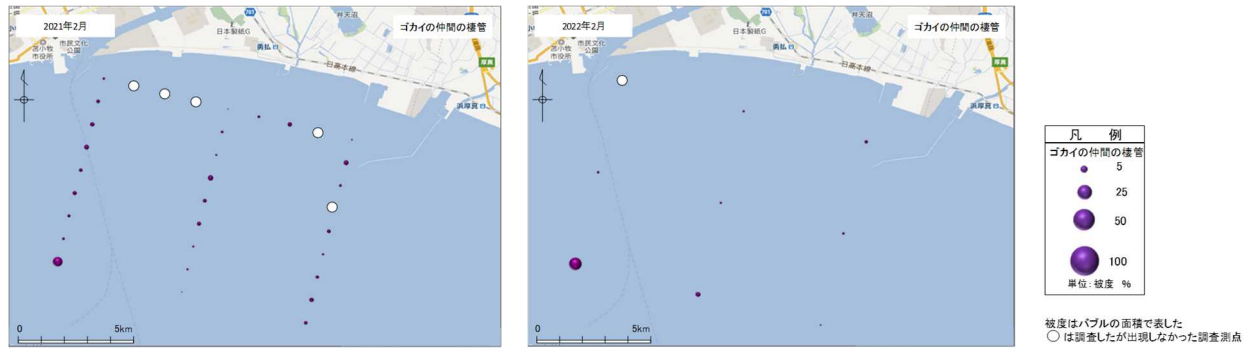 2021年2月
ゴカイの仲間の棲管
苫小牧
市役所
市民文化
公園
日本製紙G
弁天沼
勇払
日高本線
厚真
浜厚真
0
5km
2022年2月
ゴカイの仲間の棲管
苫小牧
市役所
市民文化
公園
日本製紙G
弁天沼
勇払
日高本線
厚真
浜厚真
0
5km
凡 例
ゴカイの仲間の棲管
5
25
50
100
単位:被度 %
被度はバブルの面積で表した
○は調査したが出現しなかった調査測点